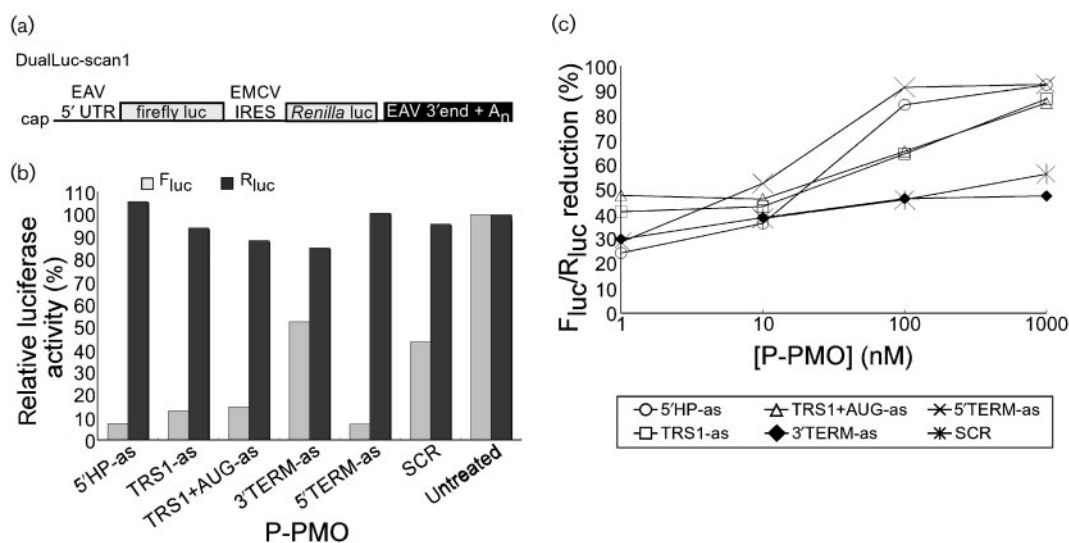 (a)
DualLuc-scan1
EAV
5′ UTR
firefly luc
EMCV
IRES
Renilla luc
EAV 3′end + An
cap
(b)
Fluc
Rluc
110
100
90
80
70
60
50
40
30
20
10
0
Relative luciferase
activity (%)
5′HP-as
TRS1-as
TRS1+AUG-as
3′TERM-as
5′TERM-as
SCR
Untreated
P-PMO
(c)
Fluc/Rluc reduction (%)
100
90
80
70
60
50
40
30
20
10
0
1
10
100
1000
[P-PMO] (nM)
5′HP-as
TRS1+AUG-as
5′TERM-as
TRS1-as
3′TERM-as
SCR